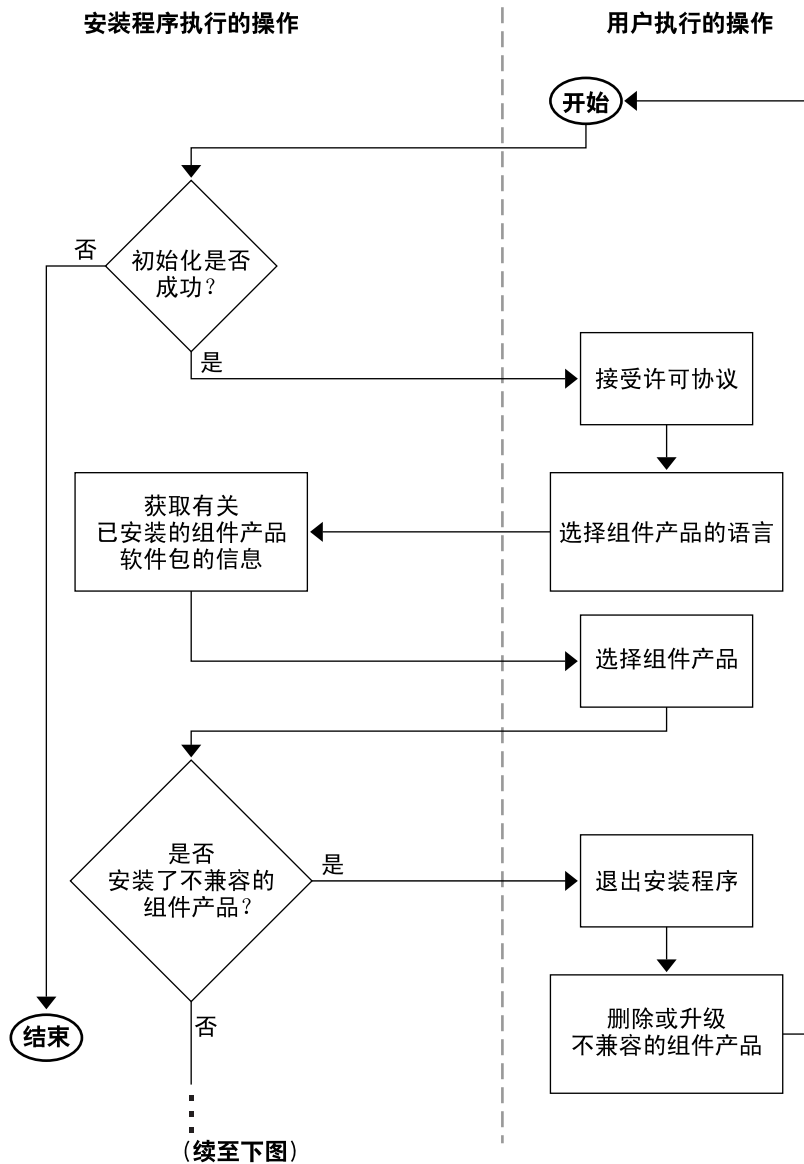 安装程序执行的操作
用户执行的操作
开始
否
初始化是否
成功？
是
接受许可协议
获取有关
已安装的组件产品
软件包的信息
选择组件产品的语言
选择组件产品
是否
安装了不兼容的
组件产品？
是
退出安装程序
否
结束
删除或升级
不兼容的组件产品
（续至下图）